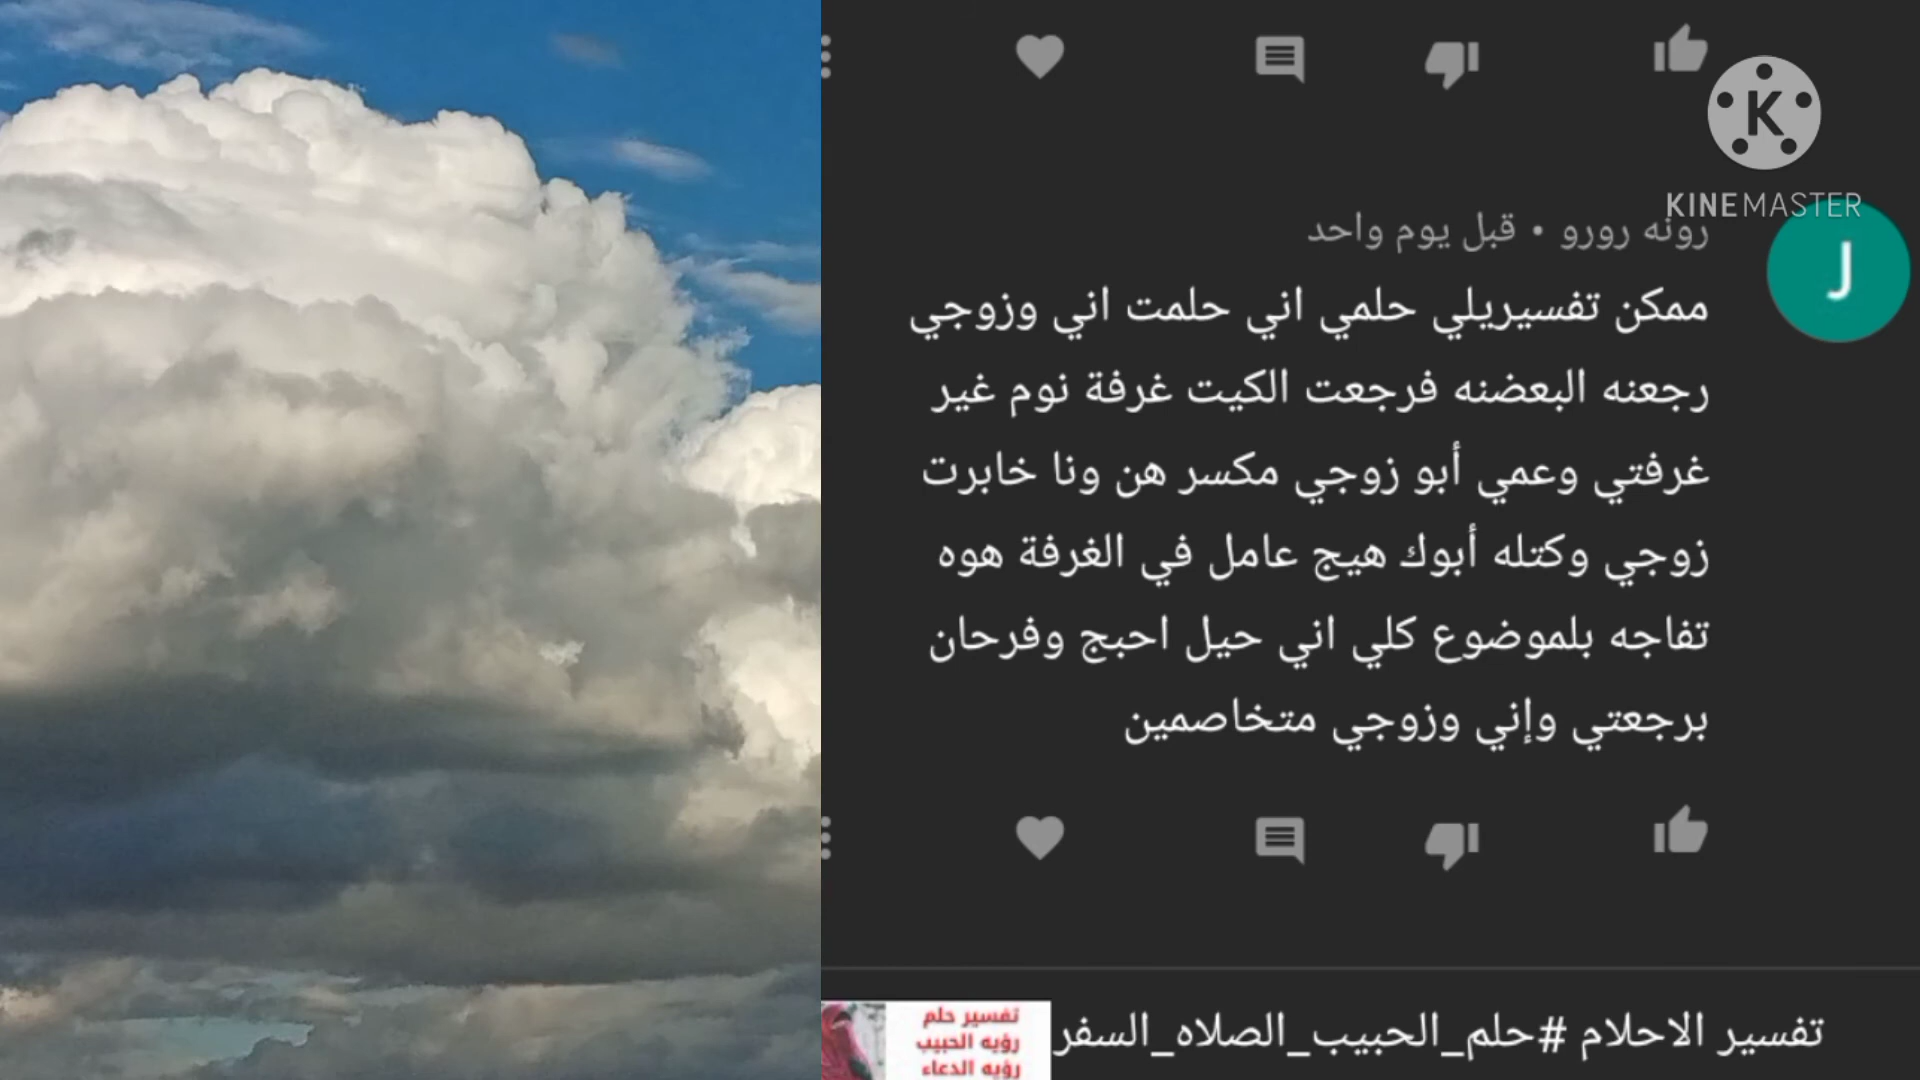 KINEMASTER
رونه رورو • قبل يوم واحد
ممكن تفسيريلي حلمي اني حلمت اني وزوجي
رجعنه البعضنه فرجعت الكيت غرفة نوم غير
غرفتي وعمي أبو زوجي مكسر هن ونا خابرت
زوجي وكتله أبوك هيج عامل في الغرفة هوه
تفاجه بلموضوع كلي اني حيل احبج وفرحان
برجعتي وإني وزوجي متخاصمين
تفسير الاحلام #حلم_الحبيب_الصلاه_السفر
تفسير حلم
رؤيه الحبيب
رؤيه الدعاء